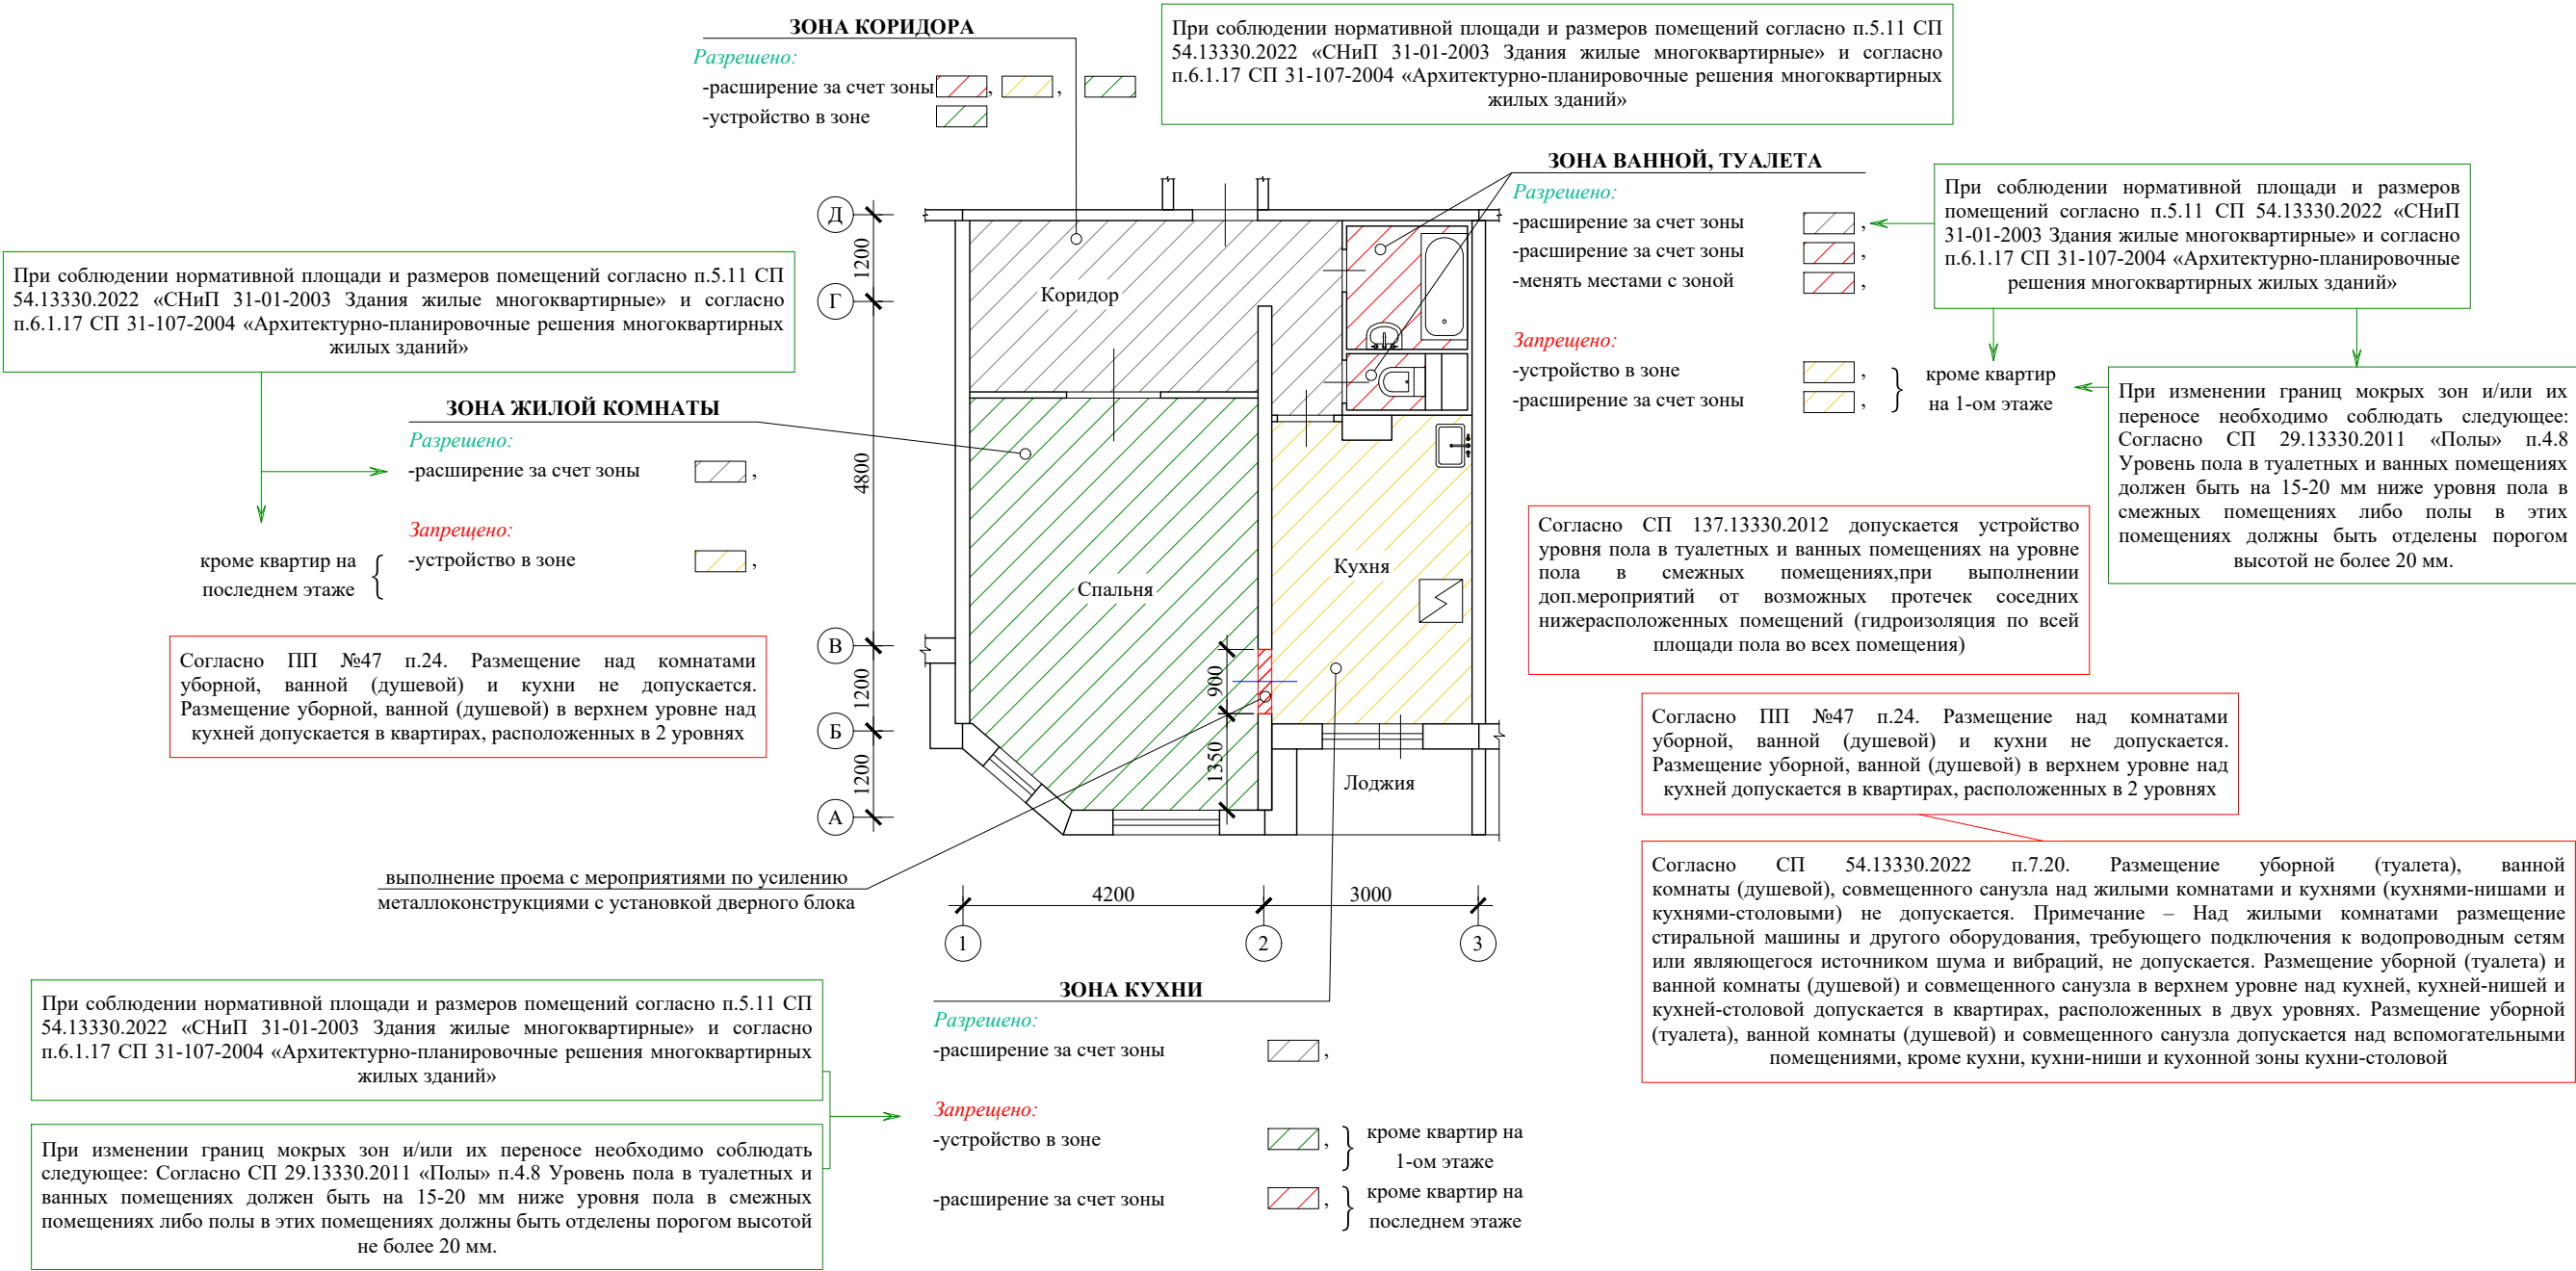 ЗОНА КОРИДОРА
Разрешено:
-расширение за счет зоны , ,
-устройство в зоне
При соблюдении нормативной площади и размеров помещений согласно п.5.11 СП
54.13330.2022 «СНиП 31-01-2003 Здания жилые многоквартирные» и согласно
п.6.1.17 СП 31-107-2004 «Архитектурно-планировочные решения многоквартирных
жилых зданий»
ЗОНА ВАННОЙ, ТУАЛЕТА
Разрешено:
-расширение за счет зоны ,
-расширение за счет зоны ,
-менять местами с зоной ,
Запрещено:
-устройство в зоне ,
-расширение за счет зоны ,
кроме квартир
на 1-ом этаже
При соблюдении нормативной площади и размеров
помещений согласно п.5.11 СП 54.13330.2022 «СНиП
31-01-2003 Здания жилые многоквартирные» и согласно
п.6.1.17 СП 31-107-2004 «Архитектурно-планировочные
решения многоквартирных жилых зданий»
При изменении границ мокрых зон и/или их
переносе необходимо соблюдать следующее:
Согласно СП 29.13330.2011 «Полы» п.4.8
Уровень пола в туалетных и ванных помещениях
должен быть на 15-20 мм ниже уровня пола в
смежных помещениях либо полы в этих
помещениях должны быть отделены порогом
высотой не более 20 мм.
При соблюдении нормативной площади и размеров помещений согласно п.5.11 СП
54.13330.2022 «СНиП 31-01-2003 Здания жилые многоквартирные» и согласно
п.6.1.17 СП 31-107-2004 «Архитектурно-планировочные решения многоквартирных
жилых зданий»
ЗОНА ЖИЛОЙ КОМНАТЫ
Разрешено:
-расширение за счет зоны ,
Запрещено:
-устройство в зоне ,
кроме квартир на
последнем этаже
Согласно ПП №47 п.24. Размещение над комнатами
уборной, ванной (душевой) и кухни не допускается.
Размещение уборной, ванной (душевой) в верхнем уровне над
кухней допускается в квартирах, расположенных в 2 уровнях
Д
1200
Г
4800
В
1200
Б
1200
А
Коридор
Спальня
Кухня
Лоджия
900
1350
4200
3000
1
2
3
Согласно СП 137.13330.2012 допускается устройство
уровня пола в туалетных и ванных помещениях на уровне
пола в смежных помещениях,при выполнении
доп.мероприятий от возможных протечек соседних
нижерасположенных помещений (гидроизоляция по всей
площади пола во всех помещения)
Согласно ПП №47 п.24. Размещение над комнатами
уборной, ванной (душевой) и кухни не допускается.
Размещение уборной, ванной (душевой) в верхнем уровне над
кухней допускается в квартирах, расположенных в 2 уровнях
Согласно СП 54.13330.2022 п.7.20. Размещение уборной (туалета), ванной
комнаты (душевой), совмещенного санузла над жилыми комнатами и кухнями (кухнями-нишами и
кухнями-столовыми) не допускается. Примечание – Над жилыми комнатами размещение
стиральной машины и другого оборудования, требующего подключения к водопроводным сетям
или являющегося источником шума и вибраций, не допускается. Размещение уборной (туалета) и
ванной комнаты (душевой) и совмещенного санузла в верхнем уровне над кухней, кухней-нишей и
кухней-столовой допускается в квартирах, расположенных в двух уровнях. Размещение уборной
(туалета), ванной комнаты (душевой) и совмещенного санузла допускается над вспомогательными
помещениями, кроме кухни, кухни-ниши и кухонной зоны кухни-столовой
выполнение проема с мероприятиями по усилению
металлоконструкциями с установкой дверного блока
При соблюдении нормативной площади и размеров помещений согласно п.5.11 СП
54.13330.2022 «СНиП 31-01-2003 Здания жилые многоквартирные» и согласно
п.6.1.17 СП 31-107-2004 «Архитектурно-планировочные решения многоквартирных
жилых зданий»
При изменении границ мокрых зон и/или их переносе необходимо соблюдать
следующее: Согласно СП 29.13330.2011 «Полы» п.4.8 Уровень пола в туалетных и
ванных помещениях должен быть на 15-20 мм ниже уровня пола в смежных
помещениях либо полы в этих помещениях должны быть отделены порогом высотой
не более 20 мм.
ЗОНА КУХНИ
Разрешено:
-расширение за счет зоны ,
Запрещено:
-устройство в зоне ,
кроме квартир на
1-ом этаже
-расширение за счет зоны ,
кроме квартир на
последнем этаже